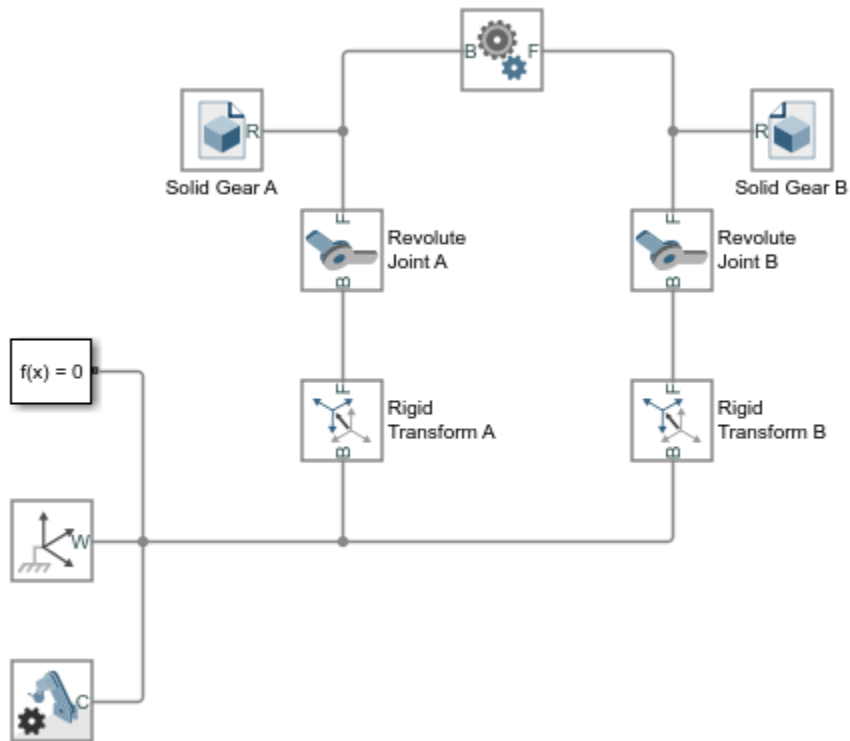 B
F
R
R
Solid Gear A
Solid Gear B
F
F
Revolute
Joint A
Revolute
Joint B
B
B
f(x) = 0
F
F
Rigid
Transform A
Rigid
Transform B
B
B
W
C